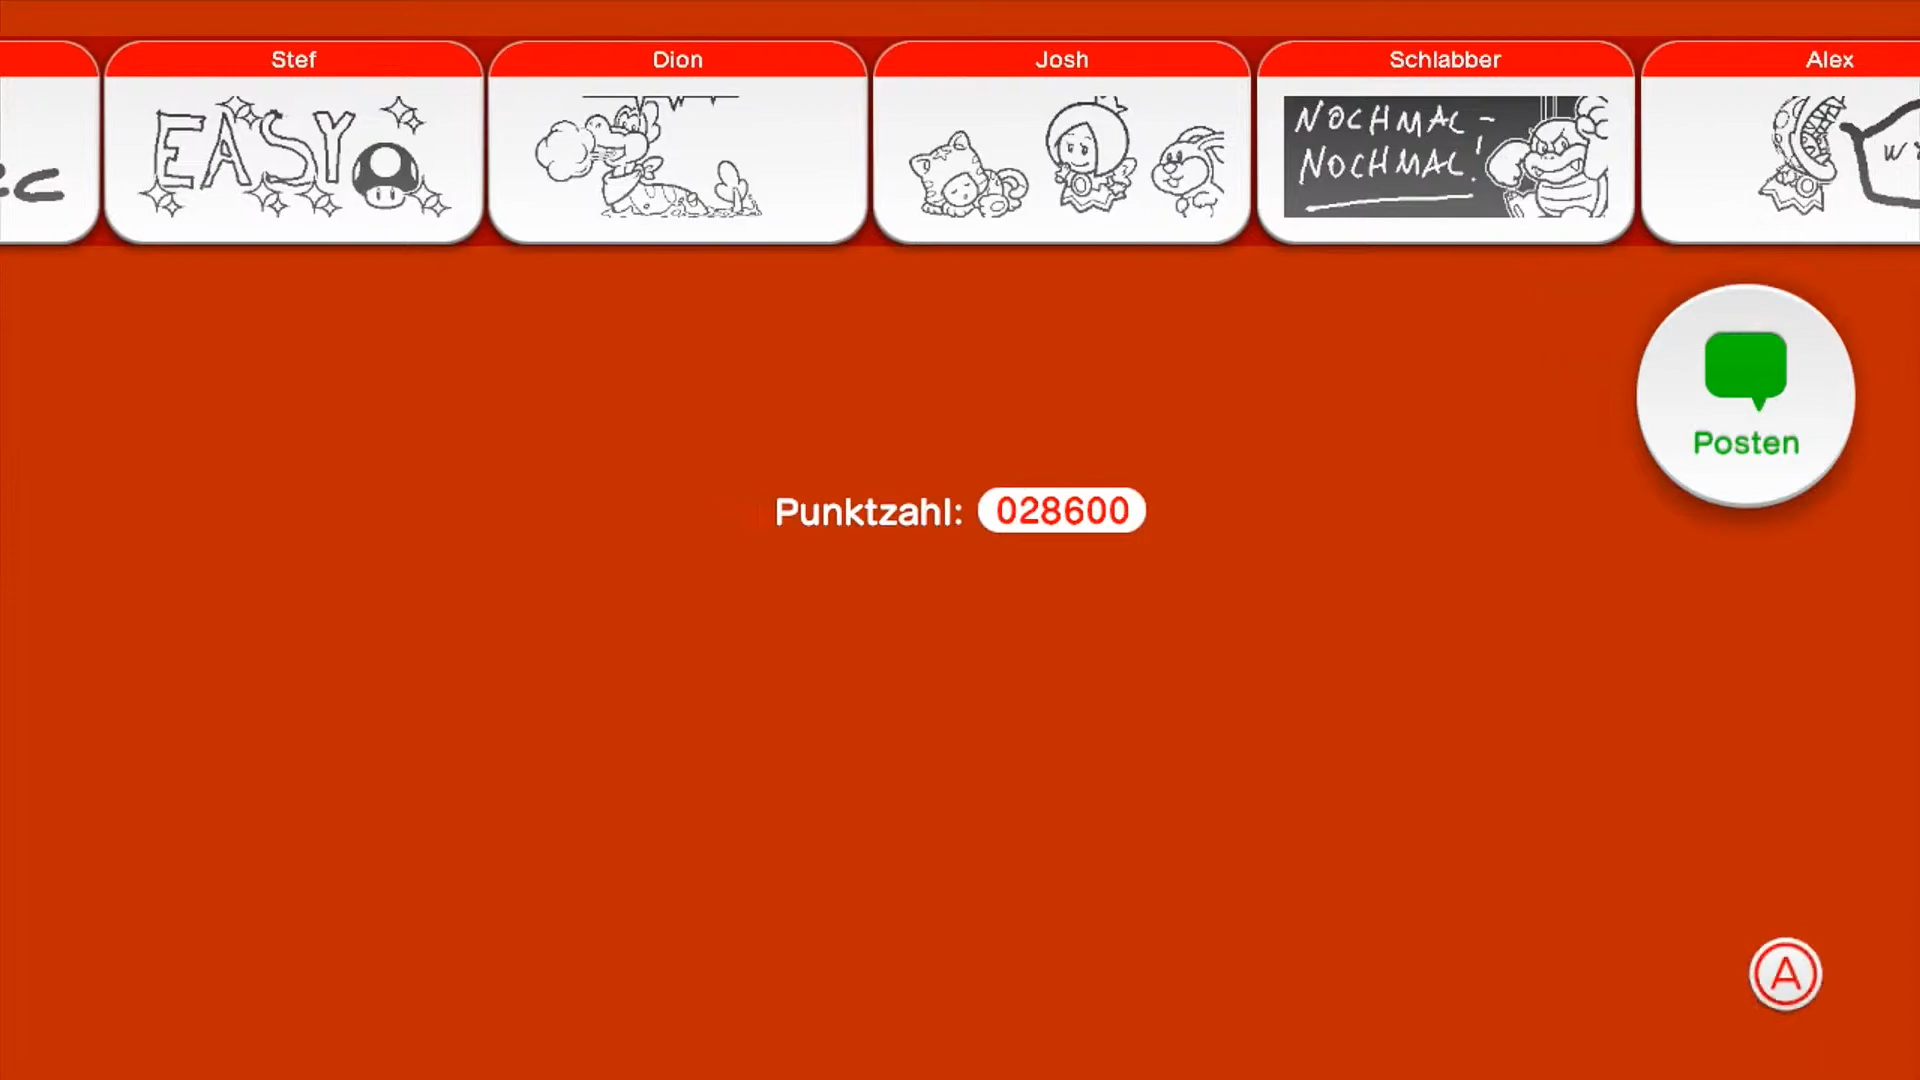 Stef
Dion
Josh
Schlabber
Alex
EASY
NOCHMAL-
NOCHMAL!
Posten
Punktzahl: 028600
A